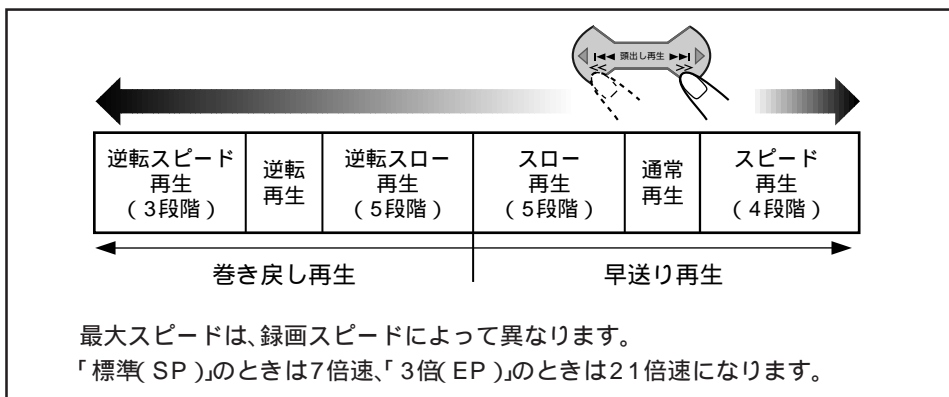 頭出し再生
<< >>
逆転スピード
再生
(3段階)
逆転
再生
逆転スロー
再生
(5段階)
スロー
再生
(5段階)
通常
再生
スピード
再生
(4段階)
巻き戻し再生
早送り再生
最大スピードは、録画スピードによって異なります。
「標準(SP)」のときは7倍速、「3倍(EP)」のときは21倍速になります。